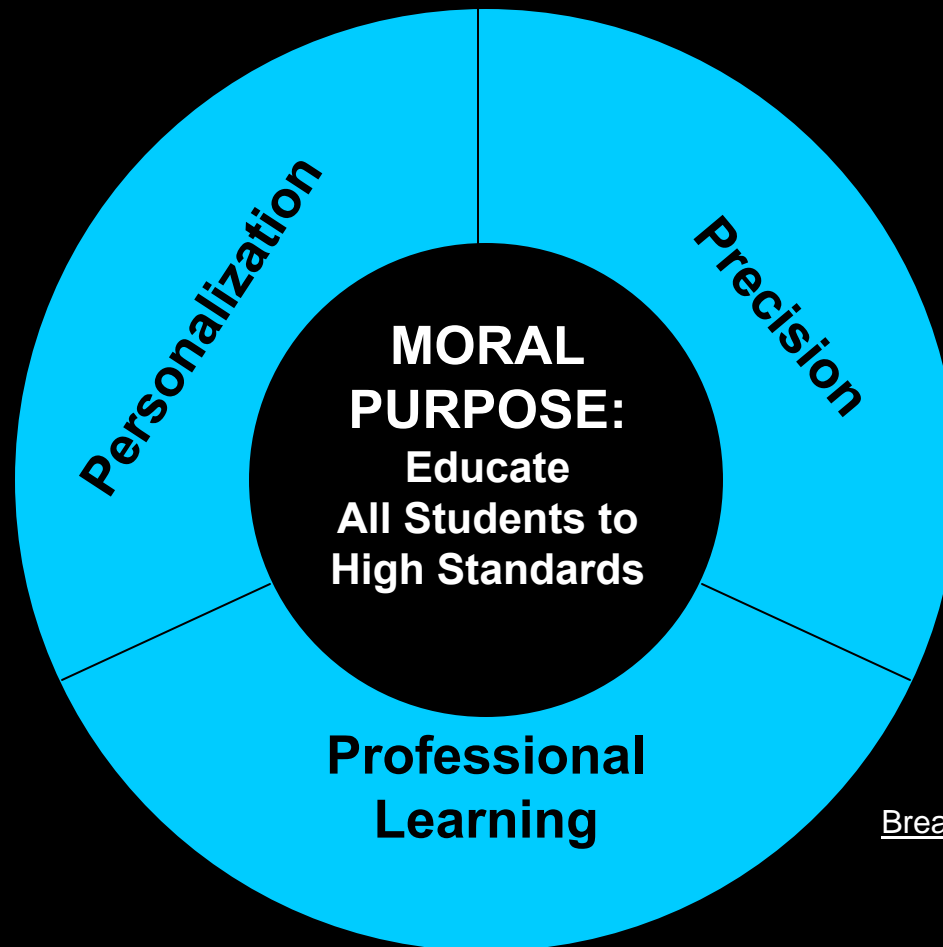 Personalization
Precision
MORAL
PURPOSE:
Educate
All Students to
High Standards
Professional
Learning